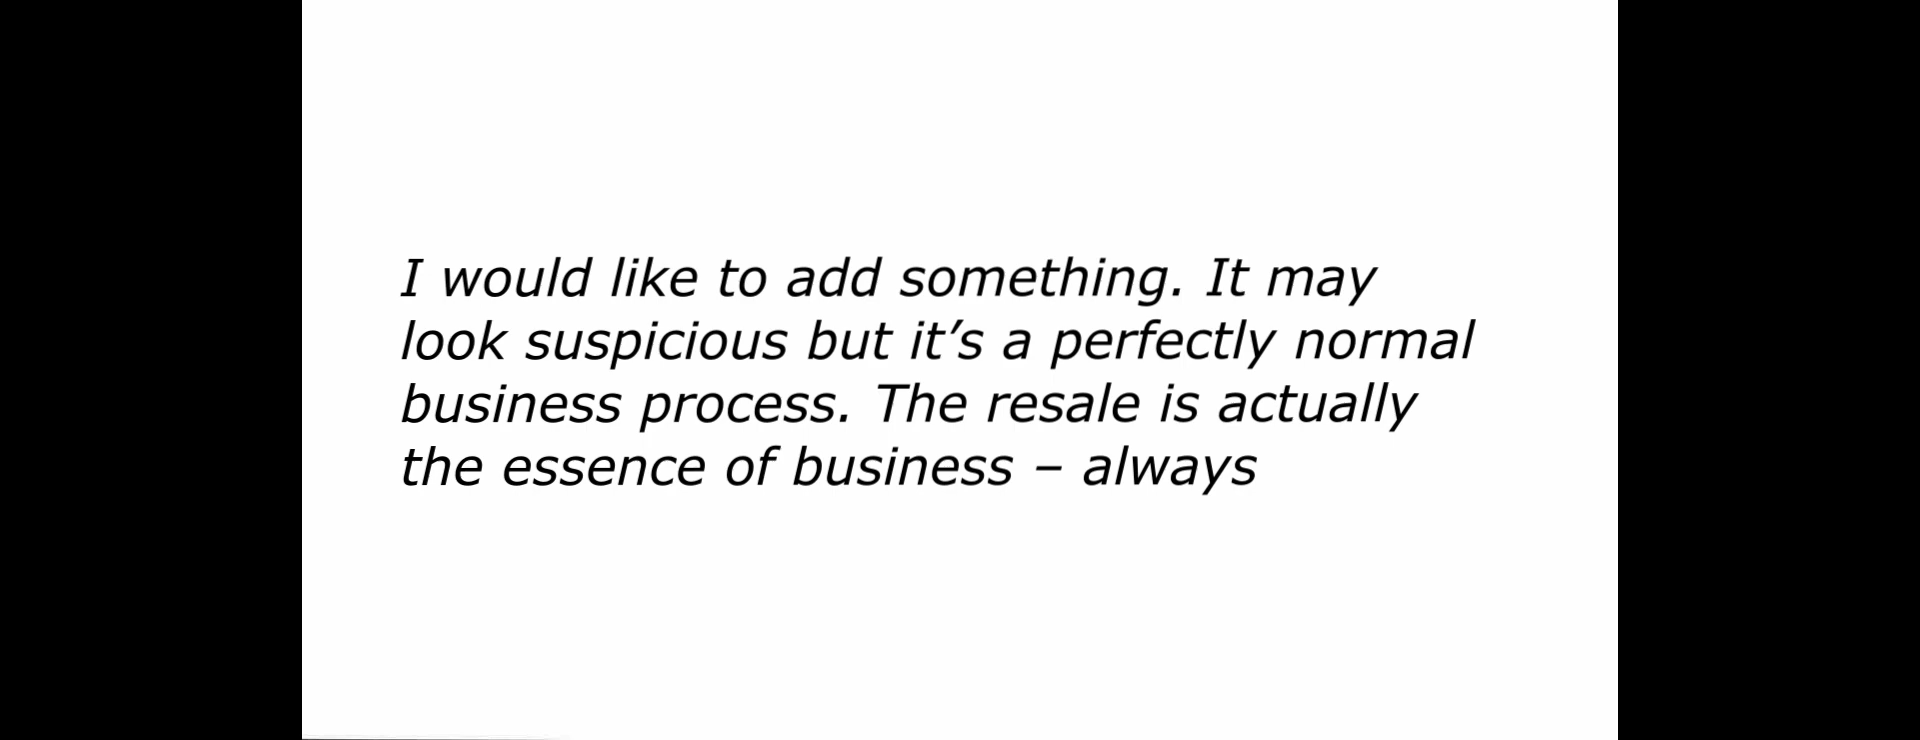 I would like to add something. It may
look suspicious but it’s a perfectly normal
business process. The resale is actually
the essence of business – always